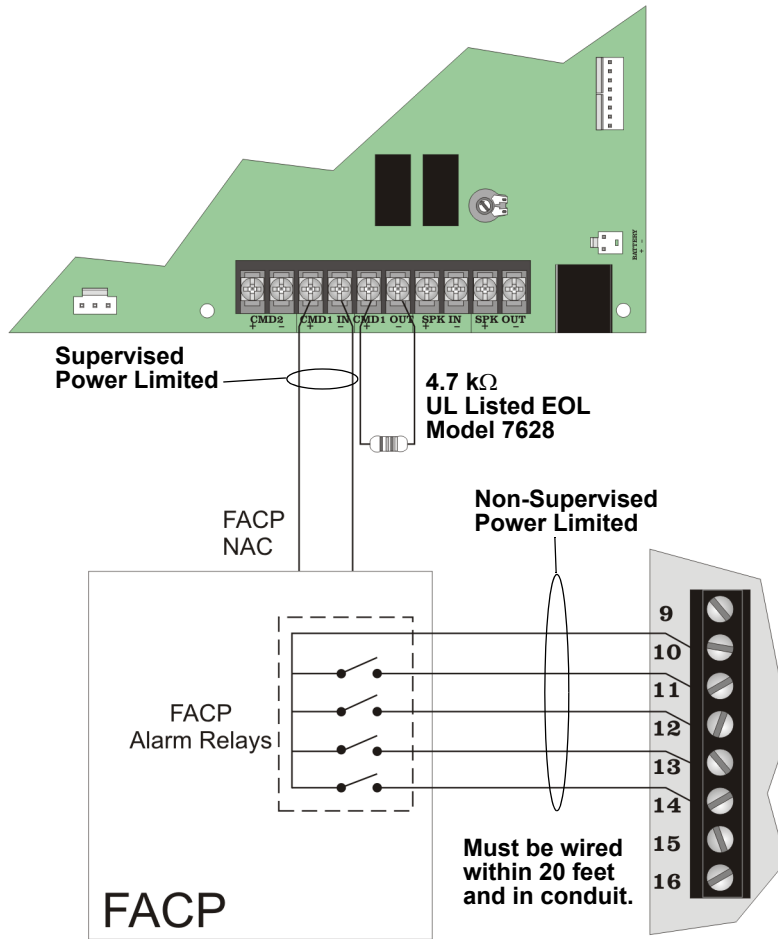 BATTERY
+ -
CMD2 CMD1 IN CMD1 OUT SPK IN SPK OUT
+ - + - + - + - + -
Supervised
Power Limited
4.7 kΩ
UL Listed EOL
Model 7628
FACP
NAC
Non-Supervised
Power Limited
FACP
Alarm Relays
9
10
11
12
13
14
15
16
Must be wired
within 20 feet
and in conduit.
FACP